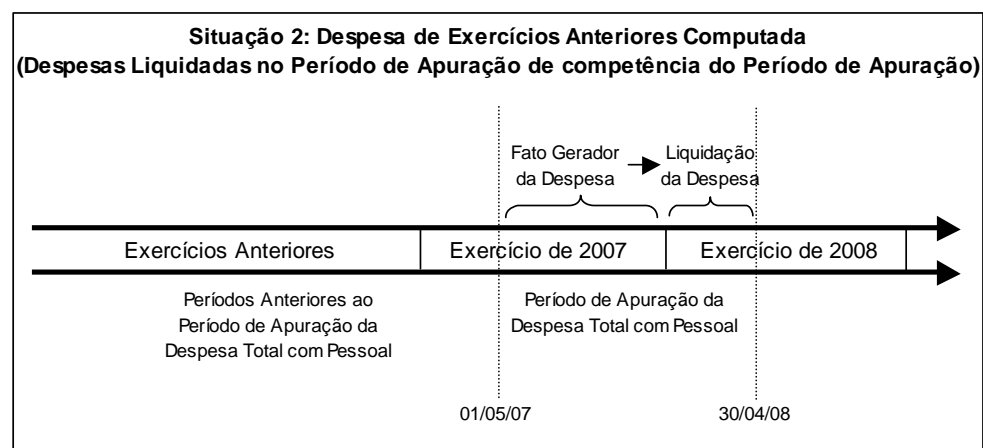 Situação 2: Despesa de Exercícios Anteriores Computada
(Despesas Liquidadas no Período de Apuração de competência do Período de Apuração)
Fato Gerador
da Despesa
Liquidação
da Despesa
Exercícios Anteriores
Exercício de 2007
Exercício de 2008
Períodos Anteriores ao
Período de Apuração da
Despesa Total com Pessoal
Período de Apuração da
Despesa Total com Pessoal
01/05/07
30/04/08